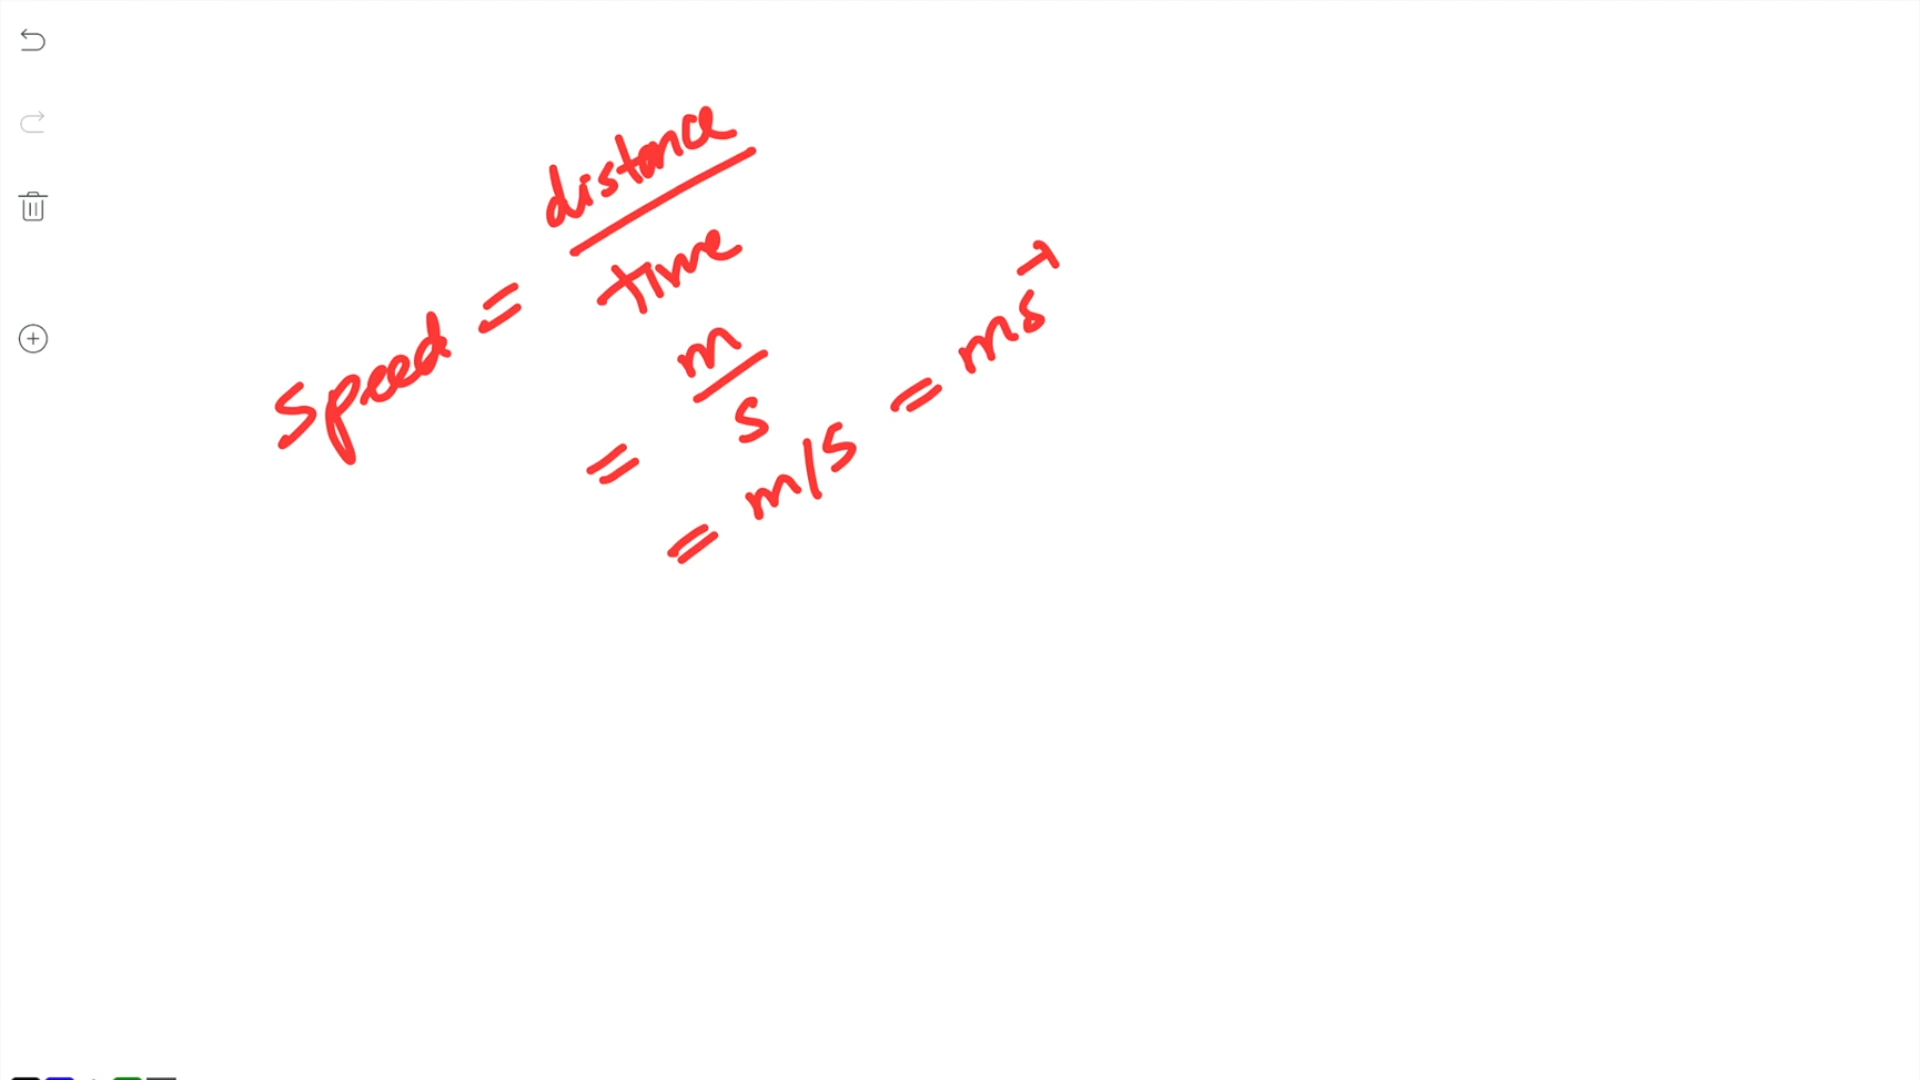 Speed = distance / time
= m / s
= m/s = ms⁻¹